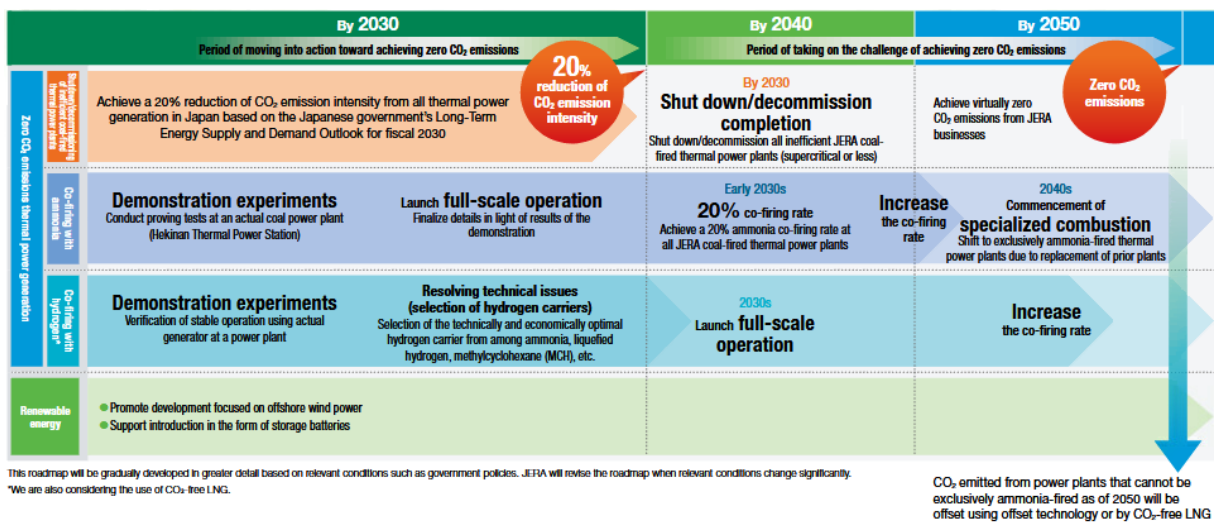 By 2030
By 2040
By 2050
Period of moving into action toward achieving zero CO₂ emissions
Period of taking on the challenge of achieving zero CO₂ emissions
Zero CO₂ emissions thermal power generation
Shutdown/decommissioning
of inefficient coal-fired
thermal power plants
Achieve a 20% reduction of CO₂ emission intensity from all thermal power
generation in Japan based on the Japanese government's Long-Term
Energy Supply and Demand Outlook for fiscal 2030
20%
reduction of
CO₂ emission
intensity
By 2030
Shut down/decommission
completion
Shut down/decommission all inefficient JERA coal-
fired thermal power plants (supercritical or less)
Achieve virtually zero
CO₂ emissions from JERA
businesses
Zero CO₂
emissions
Co-firing with
ammonia
Demonstration experiments
Conduct proving tests at an actual coal power plant
(Hekinan Thermal Power Station)
Launch full-scale operation
Finalize details in light of results of the
demonstration
Early 2030s
20% co-firing rate
Achieve a 20% ammonia co-firing rate at
all JERA coal-fired thermal power plants
Increase
the co-firing
rate
2040s
Commencement of
specialized combustion
Shift to exclusively ammonia-fired thermal
power plants due to replacement of prior plants
Co-firing with
hydrogen*
Demonstration experiments
Verification of stable operation using actual
generator at a power plant
Resolving technical issues
(selection of hydrogen carriers)
Selection of the technically and economically optimal
hydrogen carrier from among ammonia, liquefied
hydrogen, methylcyclohexane (MCH), etc.
2030s
Launch full-scale
operation
Increase
the co-firing rate
Renewable
energy
● Promote development focused on offshore wind power
● Support introduction in the form of storage batteries
This roadmap will be gradually developed in greater detail based on relevant conditions such as government policies. JERA will revise the roadmap when relevant conditions change significantly.
*We are also considering the use of CO₂-free LNG.
CO₂ emitted from power plants that cannot be
exclusively ammonia-fired as of 2050 will be
offset using offset technology or by CO₂-free LNG